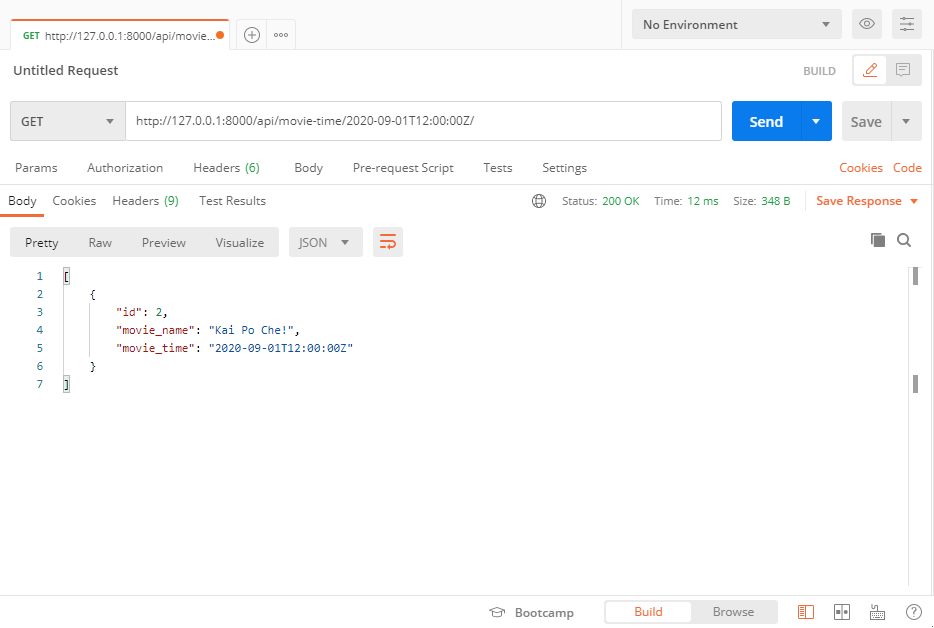 GET http://127.0.0.1:8000/api/movie...
No Environment
Untitled Request
BUILD
GET
http://127.0.0.1:8000/api/movie-time/2020-09-01T12:00:00Z/
Send
Save
Params Authorization Headers (6) Body Pre-request Script Tests Settings Cookies Code
Body Cookies Headers (9) Test Results Status: 200 OK Time: 12 ms Size: 348 B Save Response
Pretty Raw Preview Visualize JSON
1 [
2 {
3 "id": 2,
4 "movie_name": "Kai Po Che!",
5 "movie_time": "2020-09-01T12:00:00Z"
6 }
7 ]
Bootcamp Build Browse ?